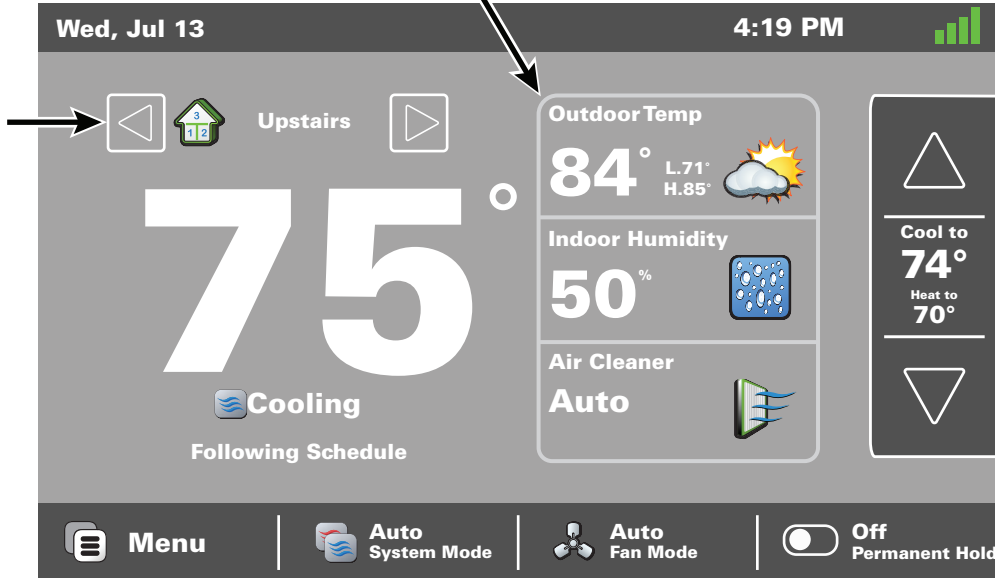 Wed, Jul 13
4:19 PM
3
1 2
Upstairs
75°
Cooling
Following Schedule
Outdoor Temp
84°
L.71°
H.85°
Indoor Humidity
50%
Air Cleaner
Auto
Cool to
74°
Heat to
70°
Menu
Auto
System Mode
Auto
Fan Mode
Off
Permanent Hold